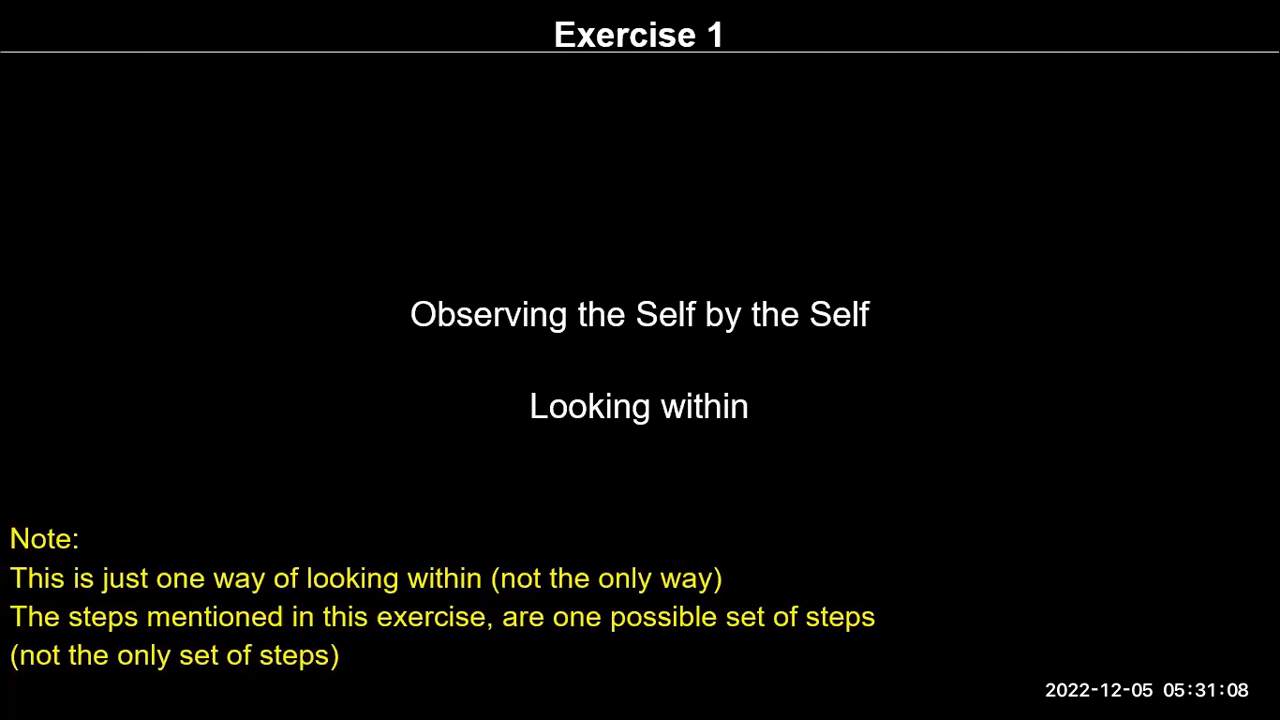 Exercise 1
Observing the Self by the Self
Looking within
Note:
This is just one way of looking within (not the only way)
The steps mentioned in this exercise, are one possible set of steps
(not the only set of steps)
2022-12-05 05:31:08